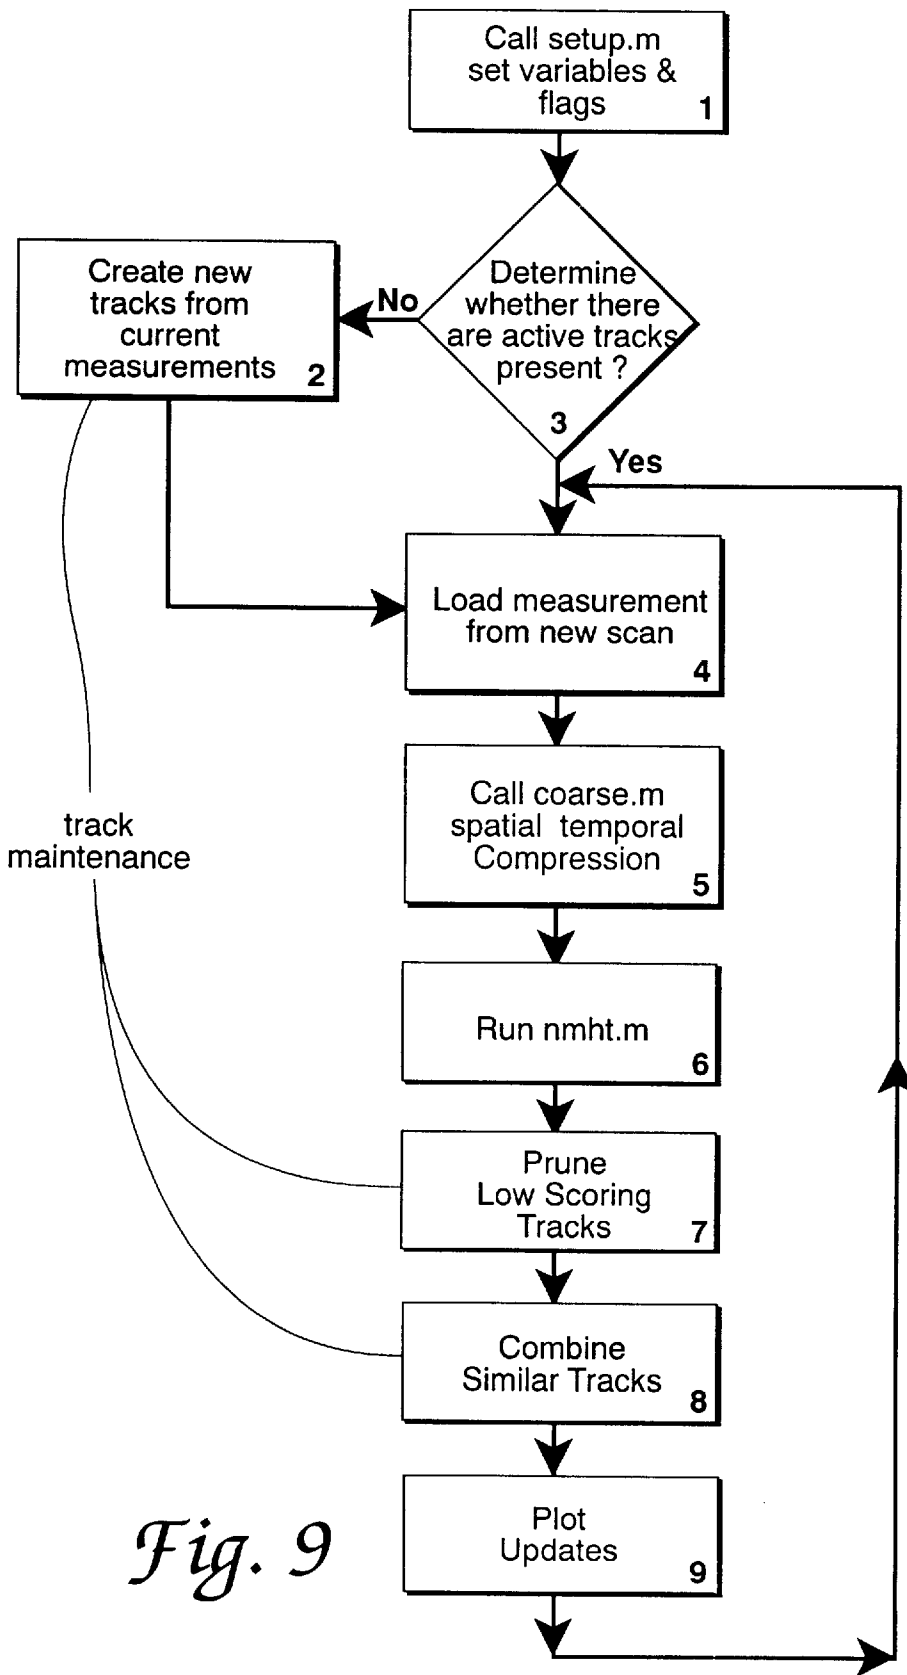 Call setup.m
set variables &
flags
1
Determine
whether there
are active tracks
present ?
3
No
Create new
tracks from
current
measurements
2
Yes
Load measurement
from new scan
4
Call coarse.m
spatial temporal
Compression
5
track
maintenance
Run nmht.m
6
Prune
Low Scoring
Tracks
7
Combine
Similar Tracks
8
Plot
Updates
9
Fig. 9